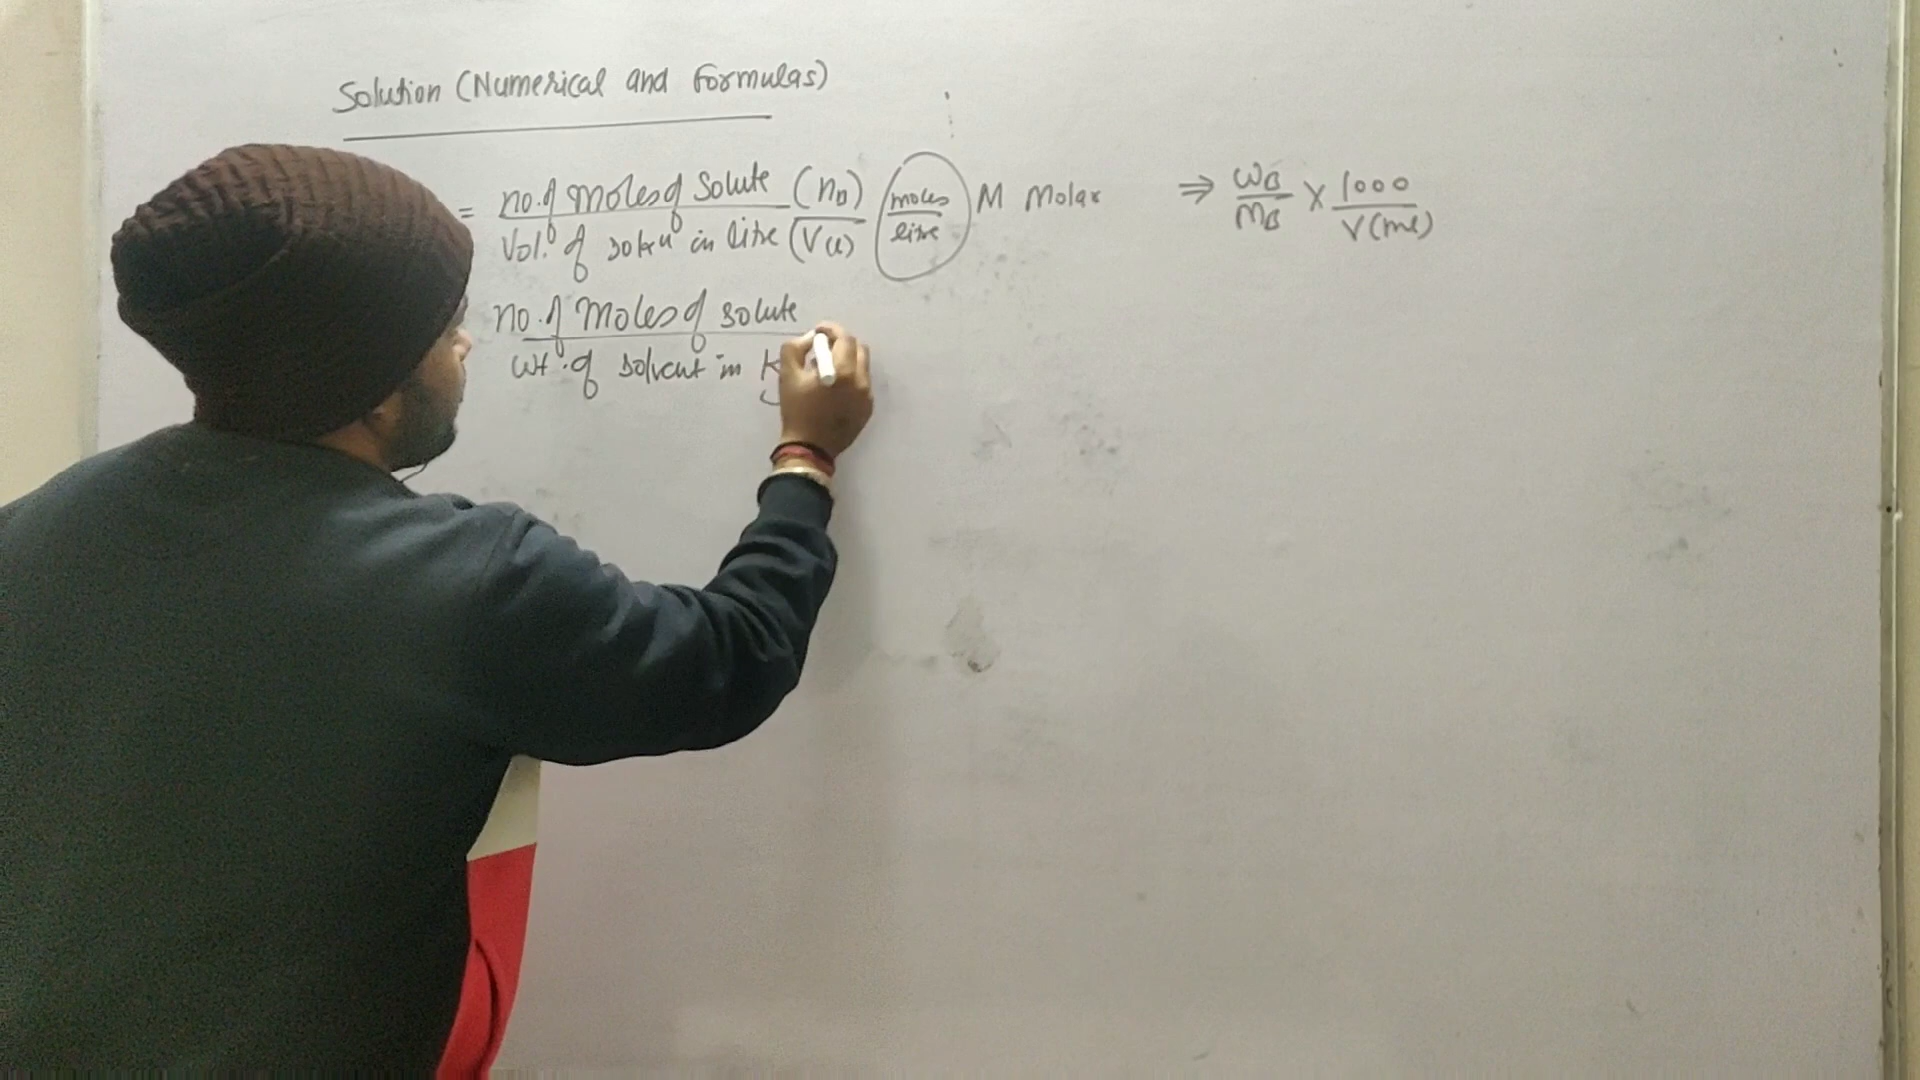 Solution (Numerical and Formulas)
= no. of moles of Solute (nB) / Vol. of solun in litre (V(l)) moles / litre M Molar ⇒ WB / MB × 1000 / V(ml)
no. of Moles of solute
wt. of solvent in K